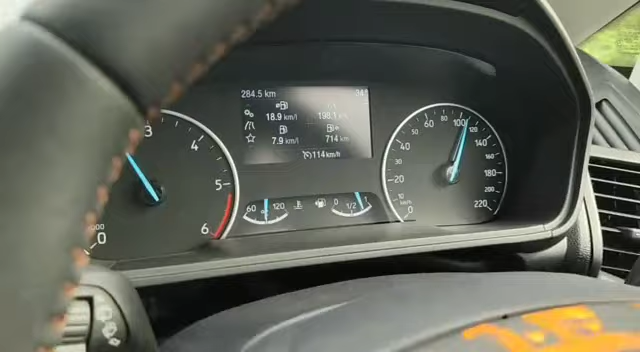 284.5 km
18.9 km/l
198.1 km
7.9 km/l
714 km
114 km/h
0
3
4
5
6
60 120
0 1/2
0
10
20
40
60
80
100
120
140
160
180
200
220
km/h